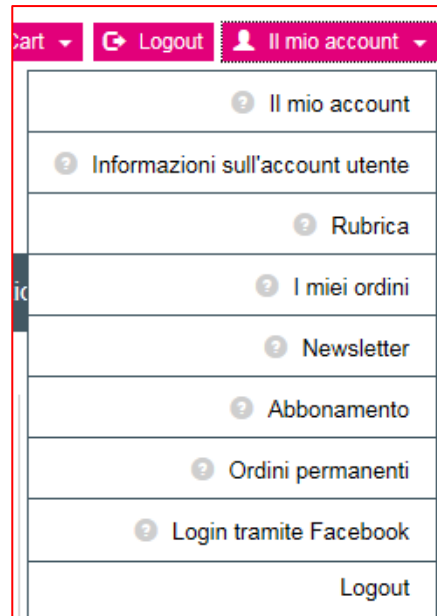 Cart Logout Il mio account
Il mio account
Informazioni sull'account utente
Rubrica
I miei ordini
Newsletter
Abbonamento
Ordini permanenti
Login tramite Facebook
Logout